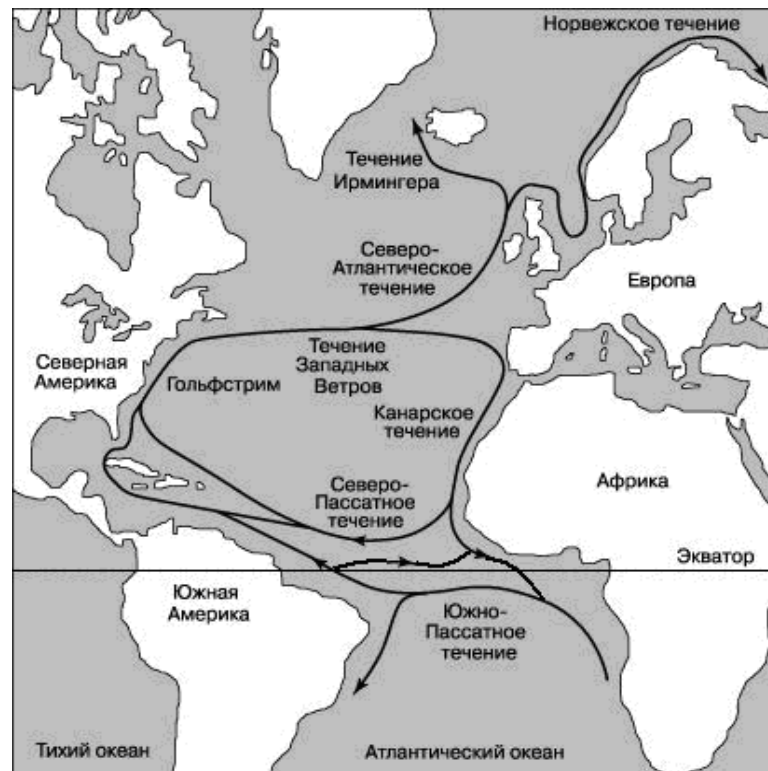 Норвежское течение
Течение
Ирмингера
Северо-
Атлантическое
течение
Европа
Северная
Америка
Гольфстрим
Течение
Западных
Ветров
Канарское
течение
Северо-
Пассатное
течение
Африка
Экватор
Южная
Америка
Южно-
Пассатное
течение
Тихий океан
Атлантический океан